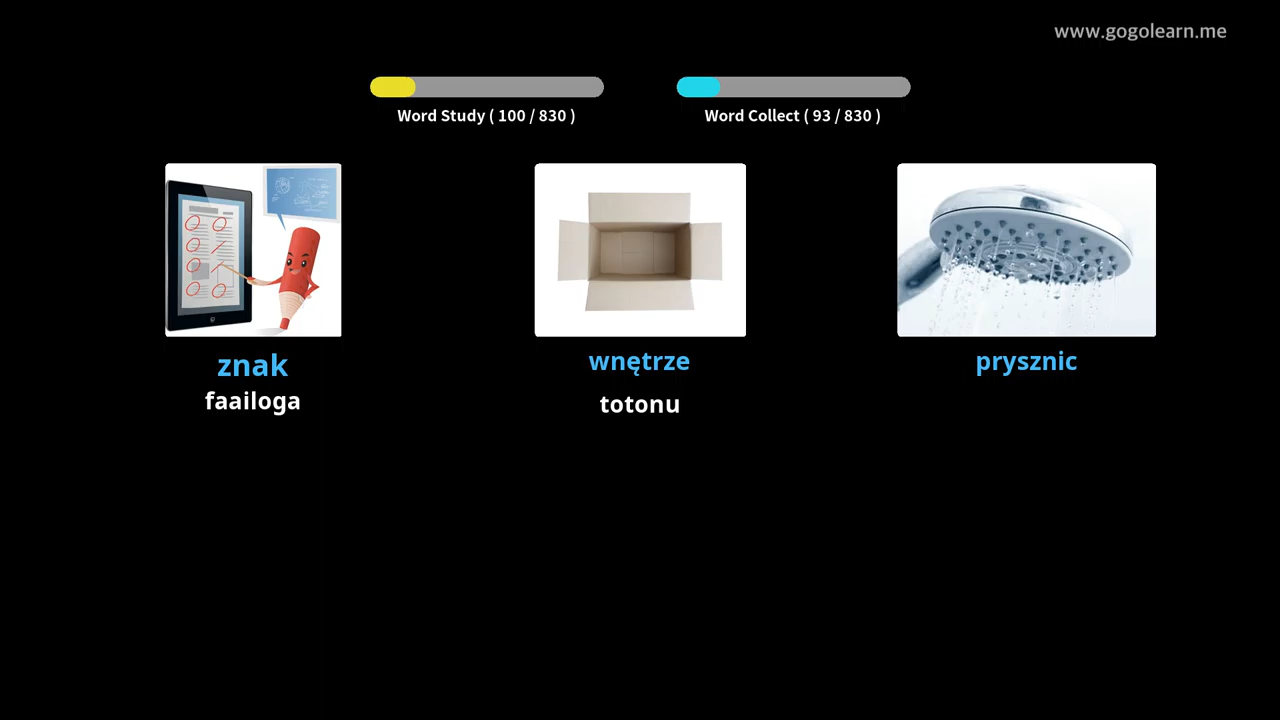 www.gogolearn.me
Word Study ( 100 / 830 )
Word Collect ( 93 / 830 )
znak
faailoga
wnętrze
totonu
prysznic